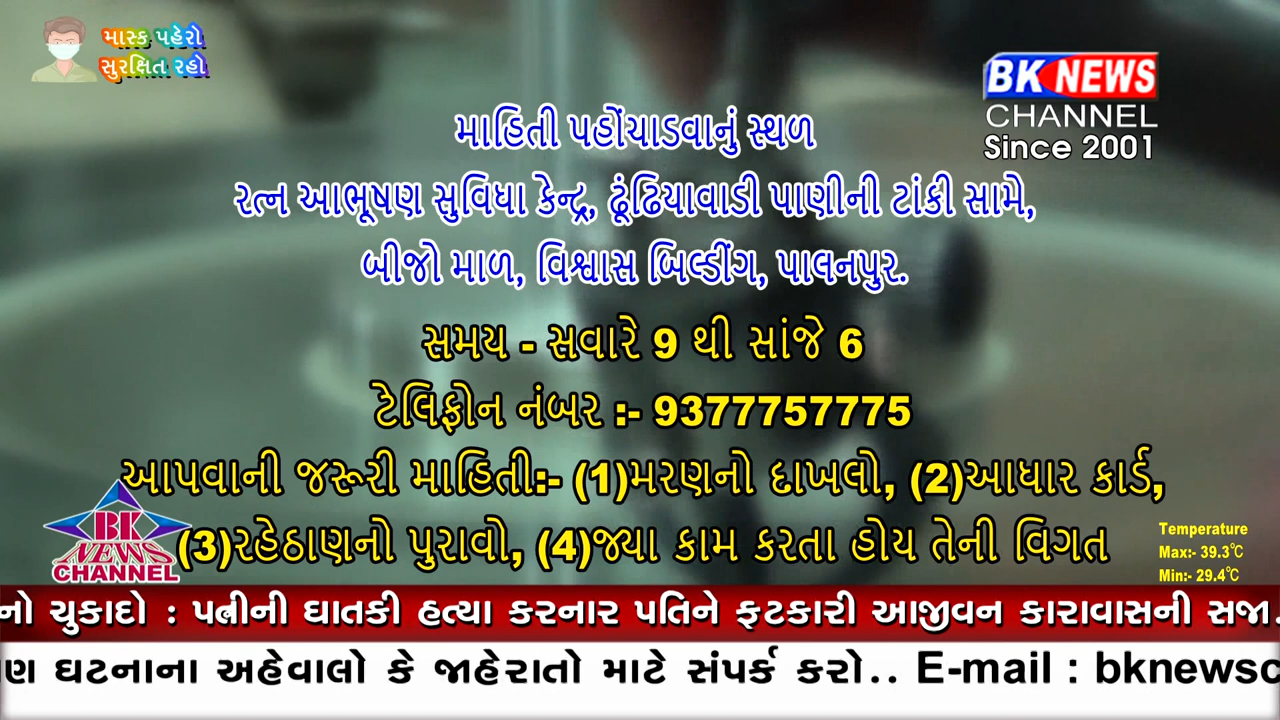 માસ્ક પહેરો
સુરક્ષિત રહો
BK NEWS
CHANNEL
Since 2001
માહિતી પહોંચાડવાનું સ્થળ
રત્ન આભૂષણ સુવિધા કેન્દ્ર, ઢૂંઢિયાવાડી પાણીની ટાંકી સામે,
બીજો માળ, વિશ્વાસ બિલ્ડીંગ, પાલનપુર.
સમય - સવારે 9 થી સાંજે 6
ટેલિફોન નંબર :- 9377757775
આપવાની જરૂરી માહિતી:- (1)મરણનો દાખલો, (2)આધાર કાર્ડ,
(3)રહેઠાણનો પુરાવો, (4)જ્યા કામ કરતા હોય તેની વિગત
BK
NEWS
CHANNEL
Temperature
Max:- 39.3℃
Min:- 29.4℃
નો ચુકાદો : પત્નીની ઘાતકી હત્યા કરનાર પતિને ફટકારી આજીવન કારાવાસની સજા.
ણ ઘટનાના અહેવાલો કે જાહેરાતો માટે સંપર્ક કરો.. E-mail : bknewsc